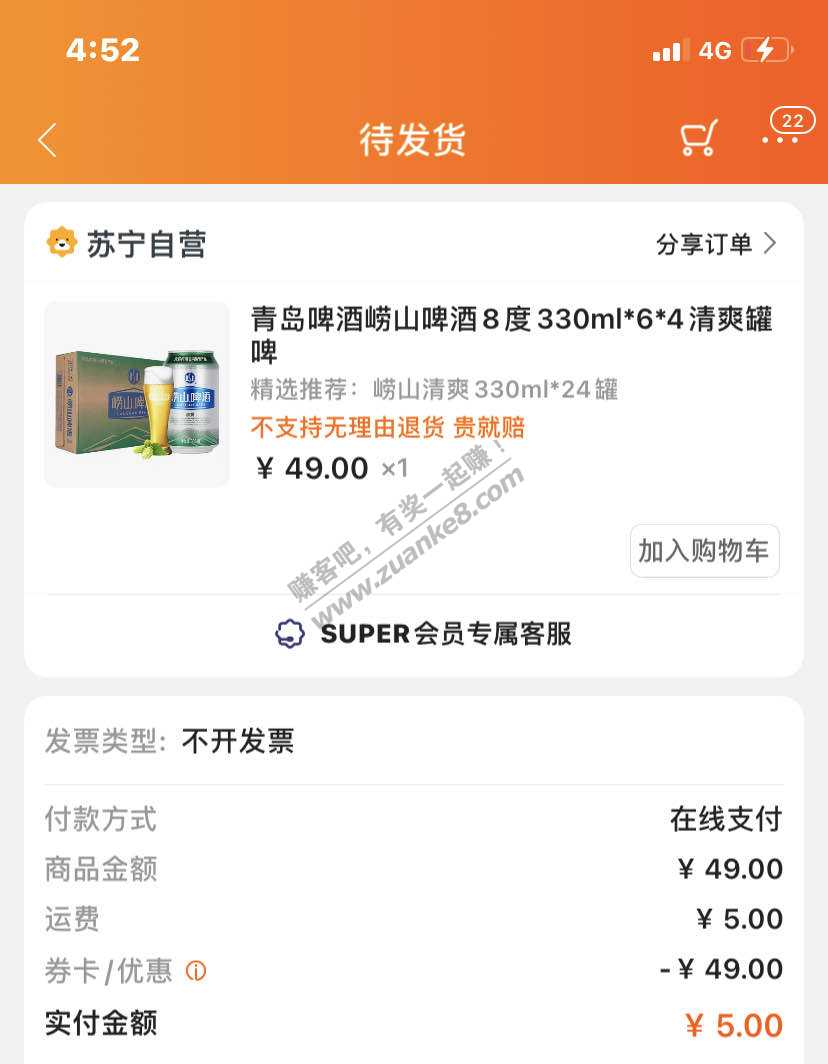 4:52
4G
待发货
22
苏宁自营
分享订单
青岛啤酒崂山啤酒8度330ml*6*4清爽罐
啤
精选推荐：崂山清爽330ml*24罐
不支持无理由退货 贵就赔
¥ 49.00 ×1
赚客吧，有奖一起赚！
www.zuanke8.com
加入购物车
SUPER会员专属客服
发票类型: 不开发票
付款方式 在线支付
商品金额 ¥ 49.00
运费 ¥ 5.00
券卡/优惠 -¥ 49.00
实付金额 ¥ 5.00